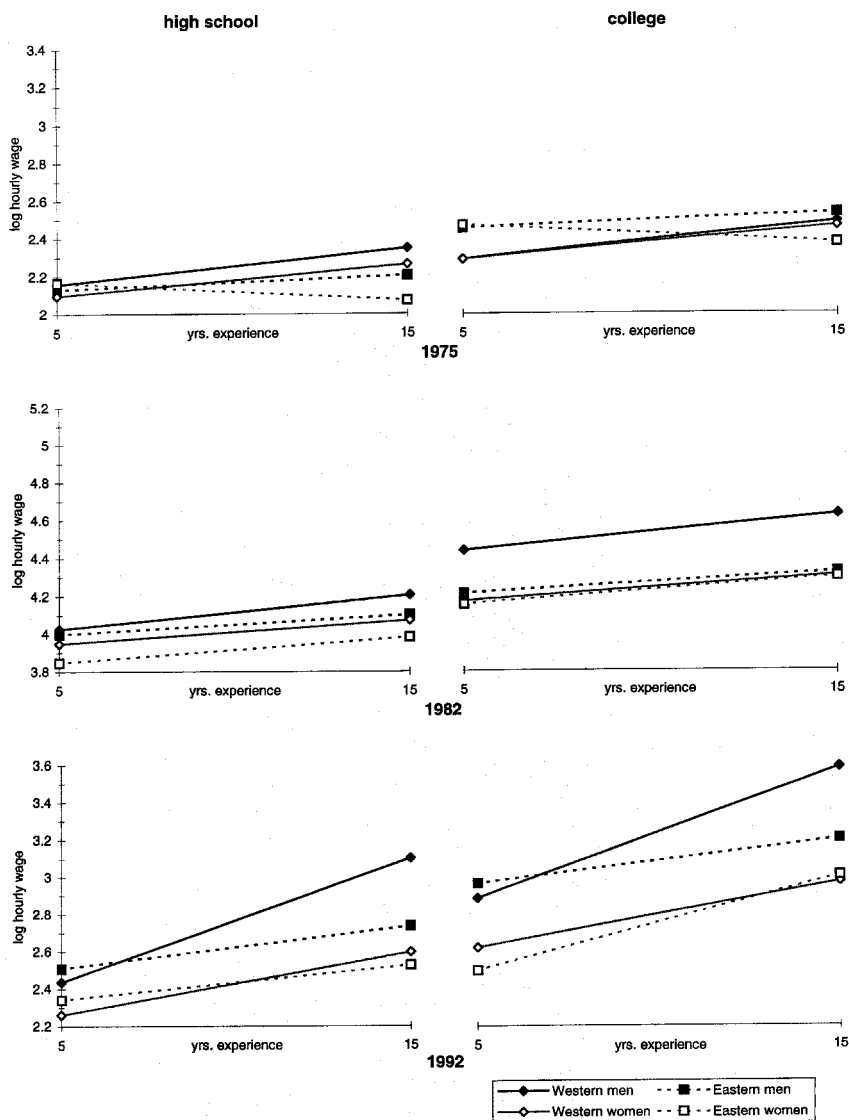 high school
college
3.4
3.2
3
2.8
2.6
2.4
2.2
2
log hourly wage
5
yrs. experience
15
5
yrs. experience
15
1975
5.2
5
4.8
4.6
4.4
4.2
4
3.8
log hourly wage
5
yrs. experience
15
5
yrs. experience
15
1982
3.6
3.4
3.2
3
2.8
2.6
2.4
2.2
log hourly wage
5
yrs. experience
15
5
yrs. experience
15
1992
Western men
Eastern men
Western women
Eastern women